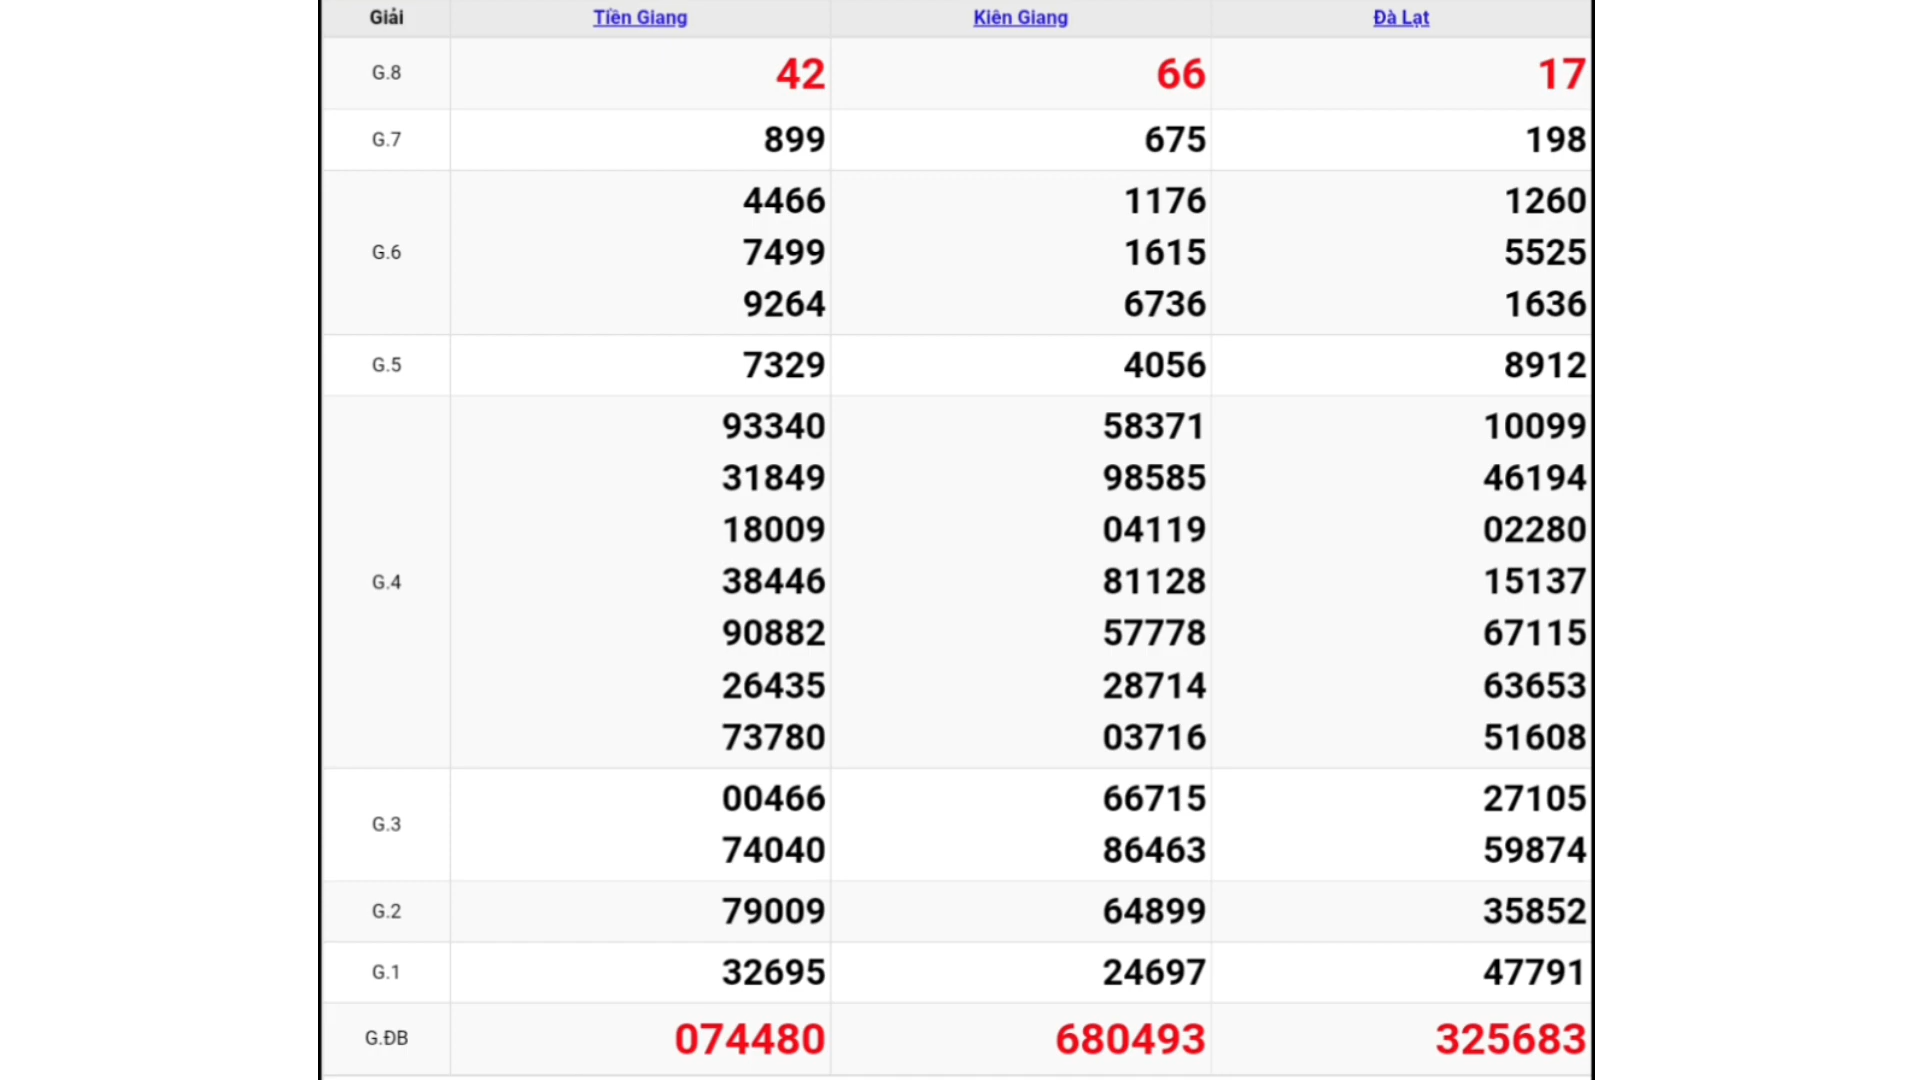 Giải Tiền Giang Kiên Giang Đà Lạt
G.8 42 66 17
G.7 899 675 198
4466 1176 1260
G.6 7499 1615 5525
9264 6736 1636
G.5 7329 4056 8912
93340 58371 10099
31849 98585 46194
18009 04119 02280
G.4 38446 81128 15137
90882 57778 67115
26435 28714 63653
73780 03716 51608
G.3 00466 66715 27105
74040 86463 59874
G.2 79009 64899 35852
G.1 32695 24697 47791
G.ĐB 074480 680493 325683